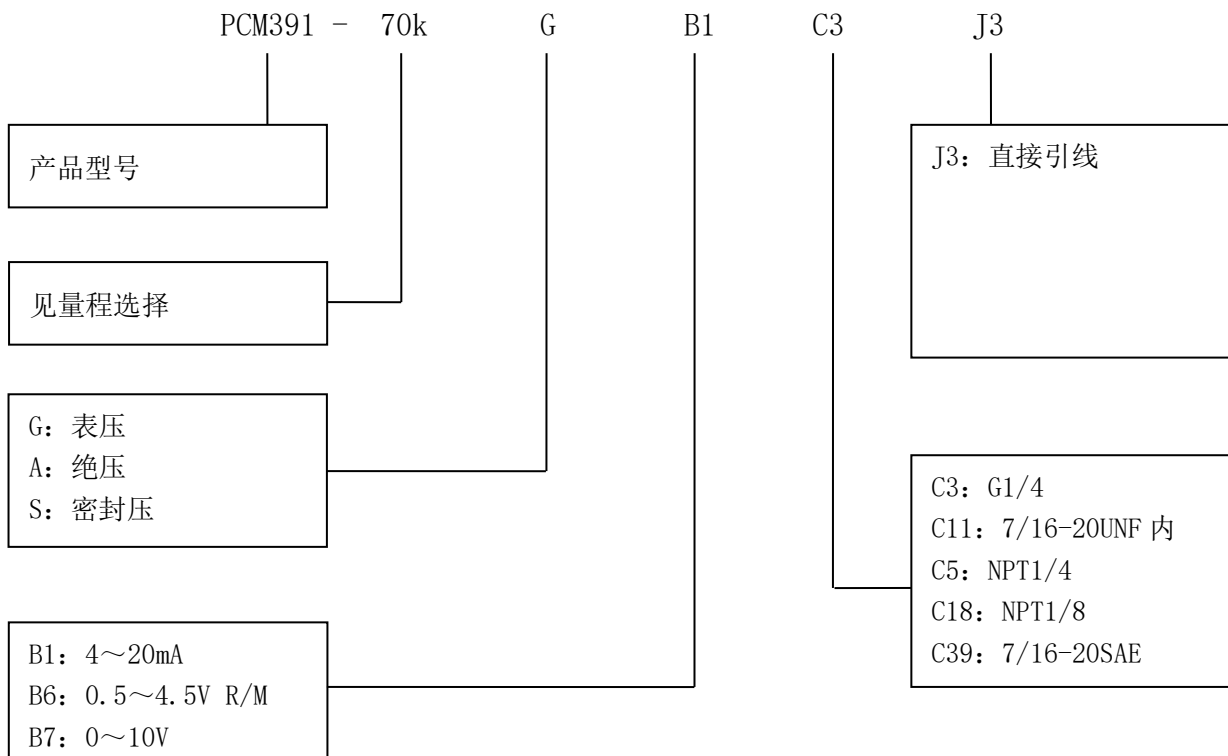 PCM391 - 70k G B1 C3 J3
产品型号
见量程选择
G：表压
A：绝压
S：密封压
B1：4～20mA
B6：0.5～4.5V R/M
B7：0～10V
J3：直接引线
C3：G1/4
C11：7/16-20UNF 内
C5：NPT1/4
C18：NPT1/8
C39：7/16-20SAE